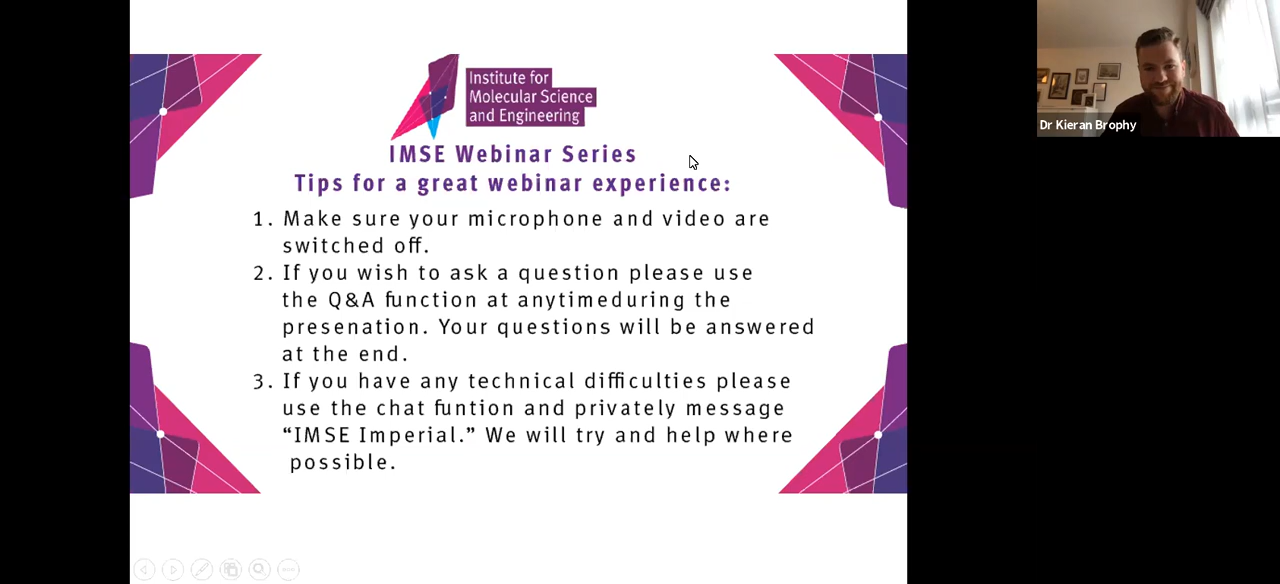 Institute for
Molecular Science
and Engineering
IMSE Webinar Series
Tips for a great webinar experience:
1. Make sure your microphone and video are
switched off.
2. If you wish to ask a question please use
the Q&A function at anytimeduring the
presenation. Your questions will be answered
at the end.
3. If you have any technical difficulties please
use the chat funtion and privately message
“IMSE Imperial.” We will try and help where
possible.
Dr Kieran Brophy